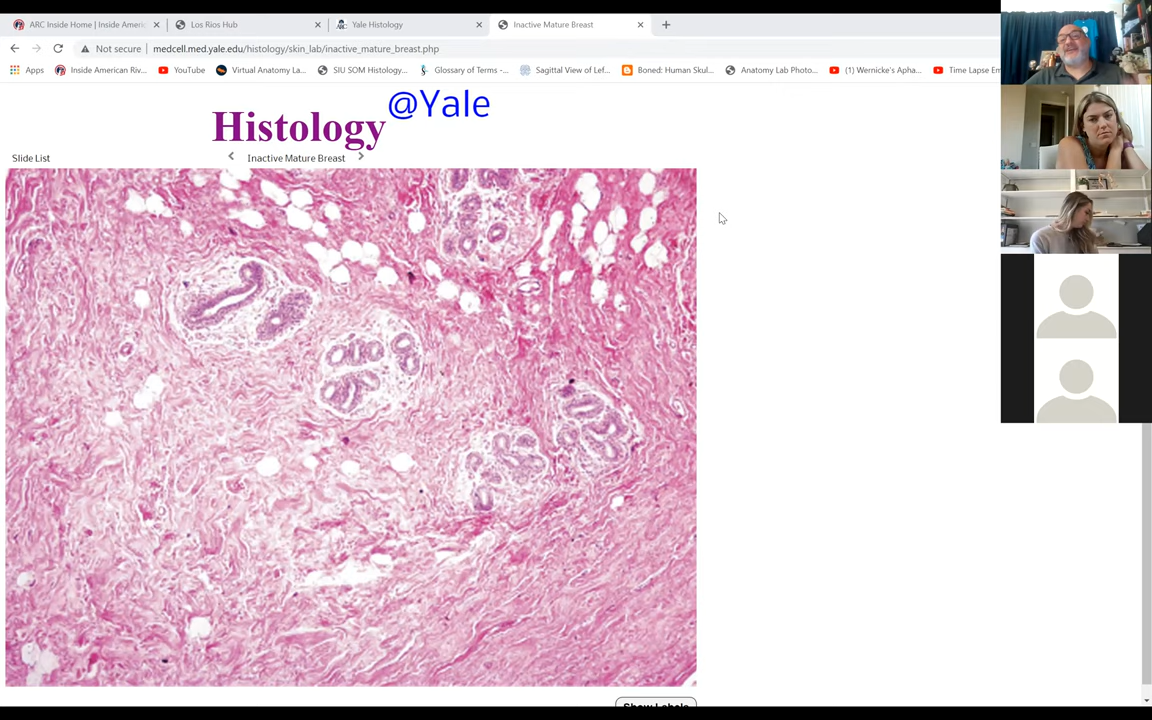 ARC Inside Home | Inside Ameri
Los Rios Hub
Yale Histology
Inactive Mature Breast
Not secure
medcell.med.yale.edu/histology/skin_lab/inactive_mature_breast.php
Apps
Inside American Riv...
YouTube
Virtual Anatomy La...
SIU SOM Histology...
Glossary of Terms -...
Sagittal View of Lef...
Boned: Human Skul...
Anatomy Lab Photo...
(1) Wernicke's Apha...
Time Lapse Em
Histology@Yale
Slide List
Inactive Mature Breast
Show Labels